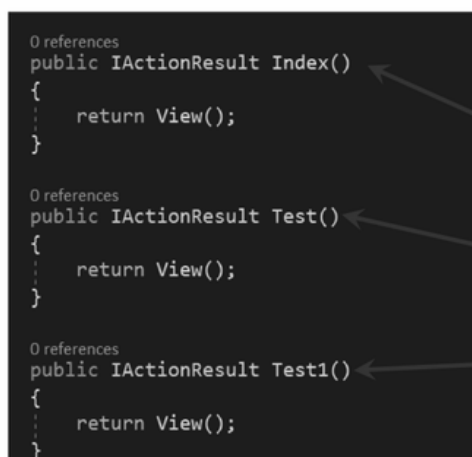 0 references
public IActionResult Index()
{
return View();
}
0 references
public IActionResult Test()
{
return View();
}
0 references
public IActionResult Test1()
{
return View();
}